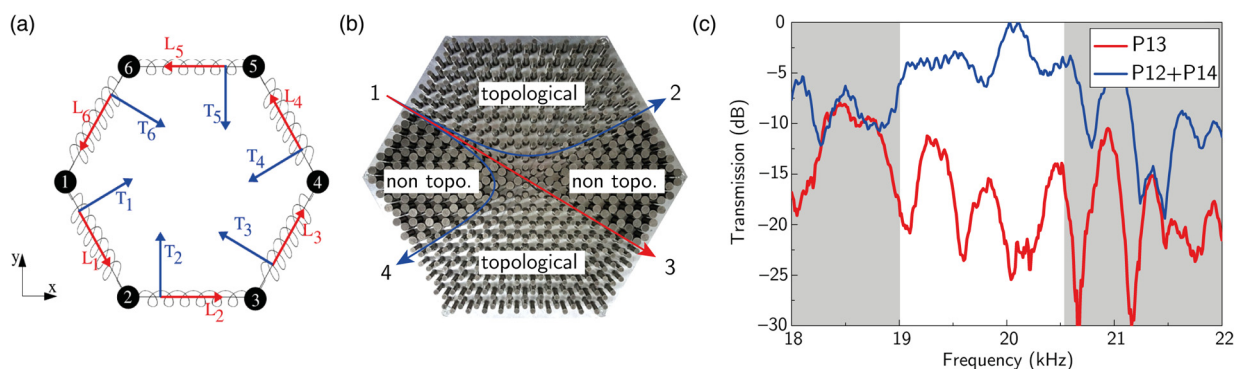 (a)
L₅
6
5
L₆
T₆
T₅
L₄
T₄
1
4
T₁
T₃
L₁
T₂
L₃
y
x
2
L₂
3
(b)
1
topological
2
non topo.
non topo.
4
topological
3
(c)
P13
P12+P14
Transmission (dB)
0
−5
−10
−15
−20
−25
−30
18
19
20
21
22
Frequency (kHz)